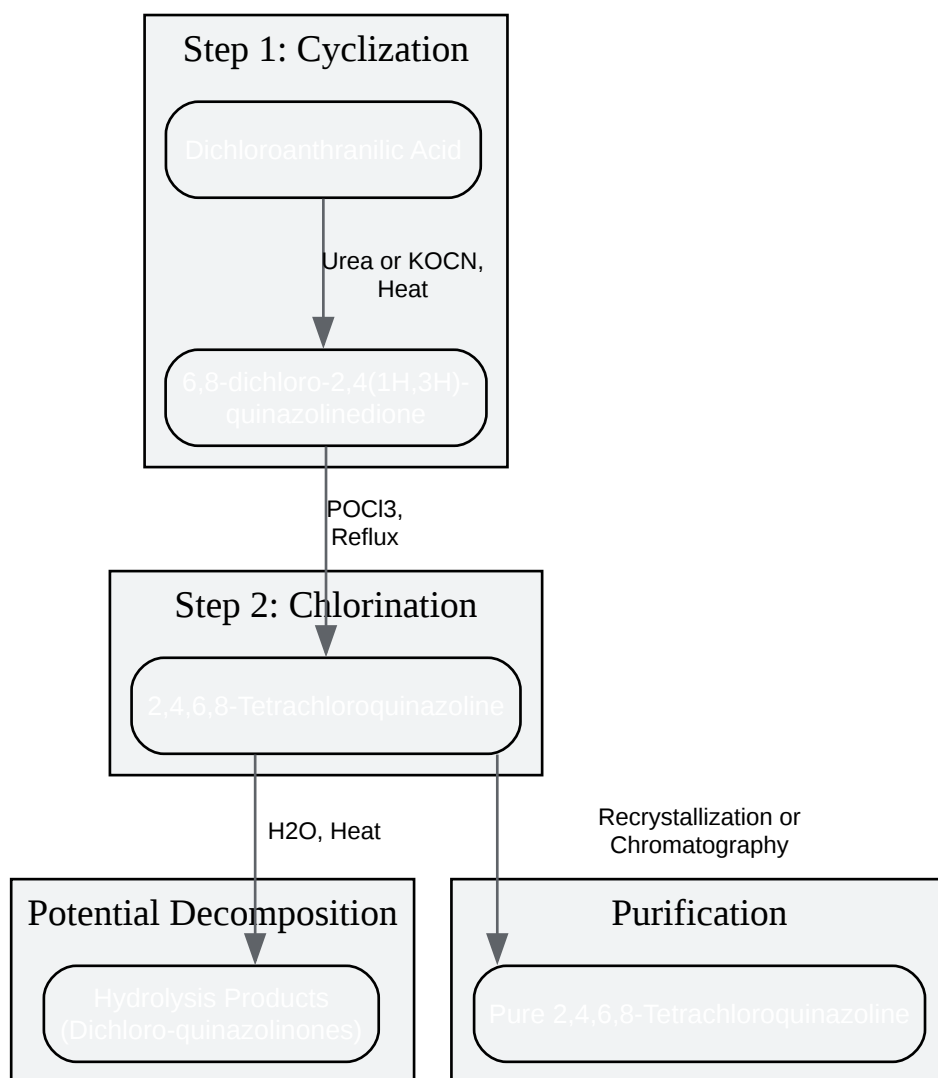 Step 1: Cyclization
Dichloroanthranilic Acid
Urea or KOCN,
Heat
6,8-dichloro-2,4(1H,3H)-
quinazolinedione
POCl3,
Reflux
Step 2: Chlorination
2,4,6,8-Tetrachloroquinazoline
H2O, Heat
Recrystallization or
Chromatography
Potential Decomposition
Hydrolysis Products
(Dichloro-quinazolinones)
Purification
Pure 2,4,6,8-Tetrachloroquinazoline